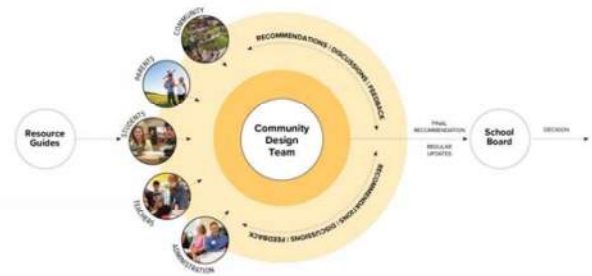 COMMUNITY
PARENTS
STUDENTS
TEACHERS
ADMINISTRATION
Resource
Guides
RECOMMENDATIONS | DISCUSSIONS | FEEDBACK
Community
Design
Team
RECOMMENDATIONS | DISCUSSIONS | FEEDBACK
FINAL
RECOMMENDATION
REGULAR
UPDATES
School
Board
DECISION